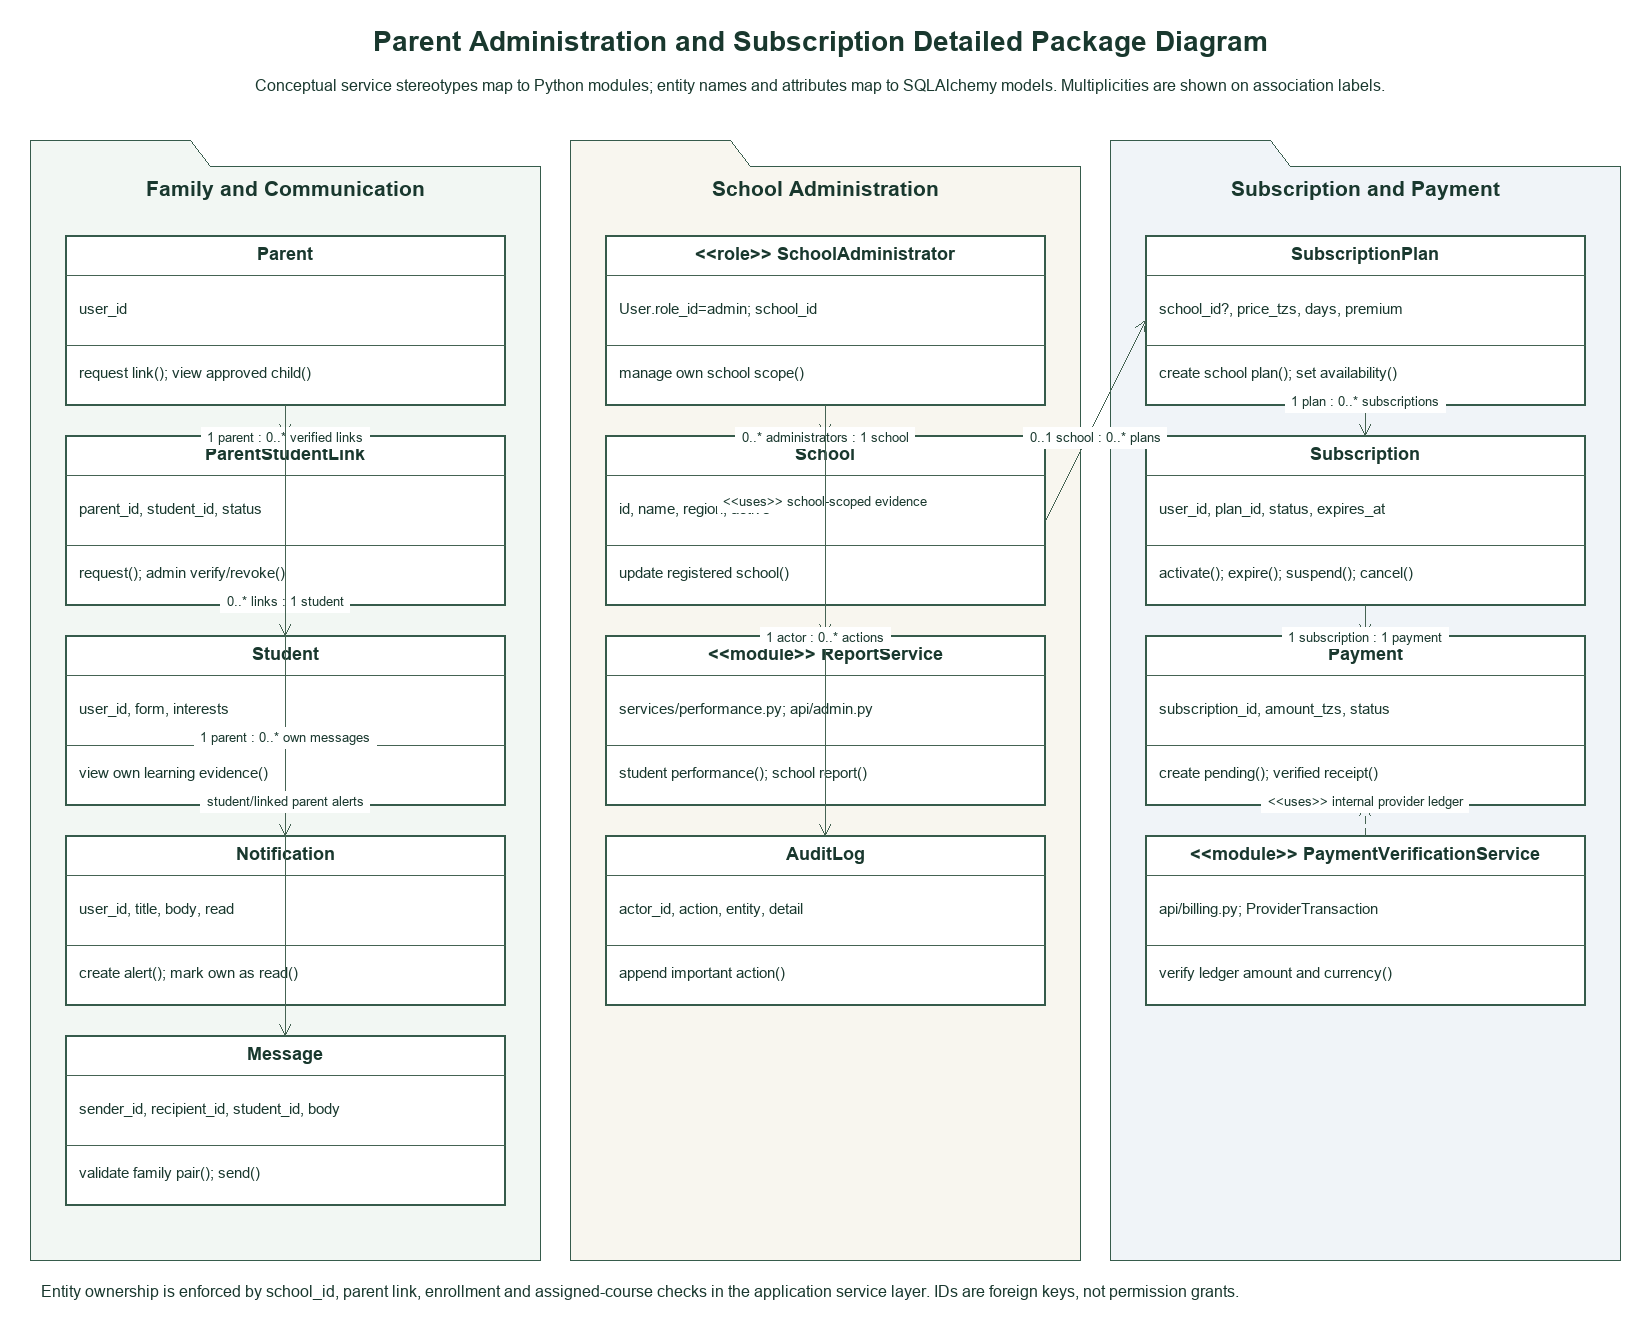 Parent Administration and Subscription Detailed Package Diagram
Conceptual service stereotypes map to Python modules; entity names and attributes map to SQLAlchemy models. Multiplicities are shown on association labels.
Family and Communication
Parent
user_id
request link(); view approved child()
1 parent : 0..* verified links
ParentStudentLink
parent_id, student_id, status
request(); admin verify/revoke()
0..* links : 1 student
Student
user_id, form, interests
1 parent : 0..* own messages
view own learning evidence()
student/linked parent alerts
Notification
user_id, title, body, read
create alert(); mark own as read()
Message
sender_id, recipient_id, student_id, body
validate family pair(); send()
School Administration
<<role>> SchoolAdministrator
User.role_id=admin; school_id
manage own school scope()
0..* administrators : 1 school
School
<<uses>> school-scoped evidence
id, name, region,
update registered school()
1 actor : 0..* actions
<<module>> ReportService
services/performance.py; api/admin.py
student performance(); school report()
AuditLog
actor_id, action, entity, detail
append important action()
0..1 school : 0..* plans
Subscription and Payment
SubscriptionPlan
school_id?, price_tzs, days, premium
create school plan(); set availability()
1 plan : 0..* subscriptions
Subscription
user_id, plan_id, status, expires_at
activate(); expire(); suspend(); cancel()
1 subscription : 1 payment
Payment
subscription_id, amount_tzs, status
create pending(); verified receipt()
<<uses>> internal provider ledger
<<module>> PaymentVerificationService
api/billing.py; ProviderTransaction
verify ledger amount and currency()
Entity ownership is enforced by school_id, parent link, enrollment and assigned-course checks in the application service layer. IDs are foreign keys, not permission grants.